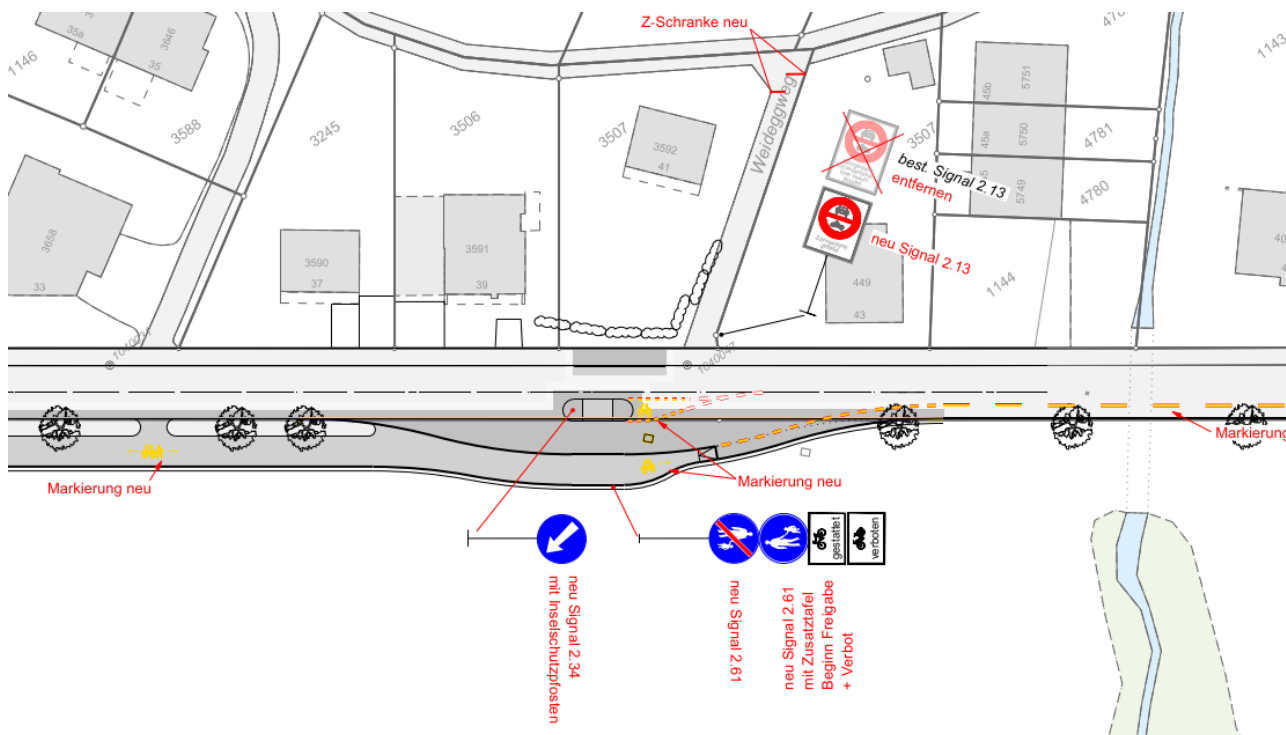 Z-Schranke neu
35a
3646
35
1146
3588
3245
3506
3507
3592
41
Weideggweg
3507
best. Signal 2.13
entfernen
neu Signal 2.13
45b
5751
45a
5750
5749
4781
4780
1143
1144
449
43
3658
33
3590
37
3591
39
1040047
Markierung neu
Markierung neu
Markierung
gestattet
verboten
neu Signal 2.34
mit Inselschutzpfosten
neu Signal 2.61
neu Signal 2.61
mit Zusatztafel
Beginn Freigabe
+ Verbot